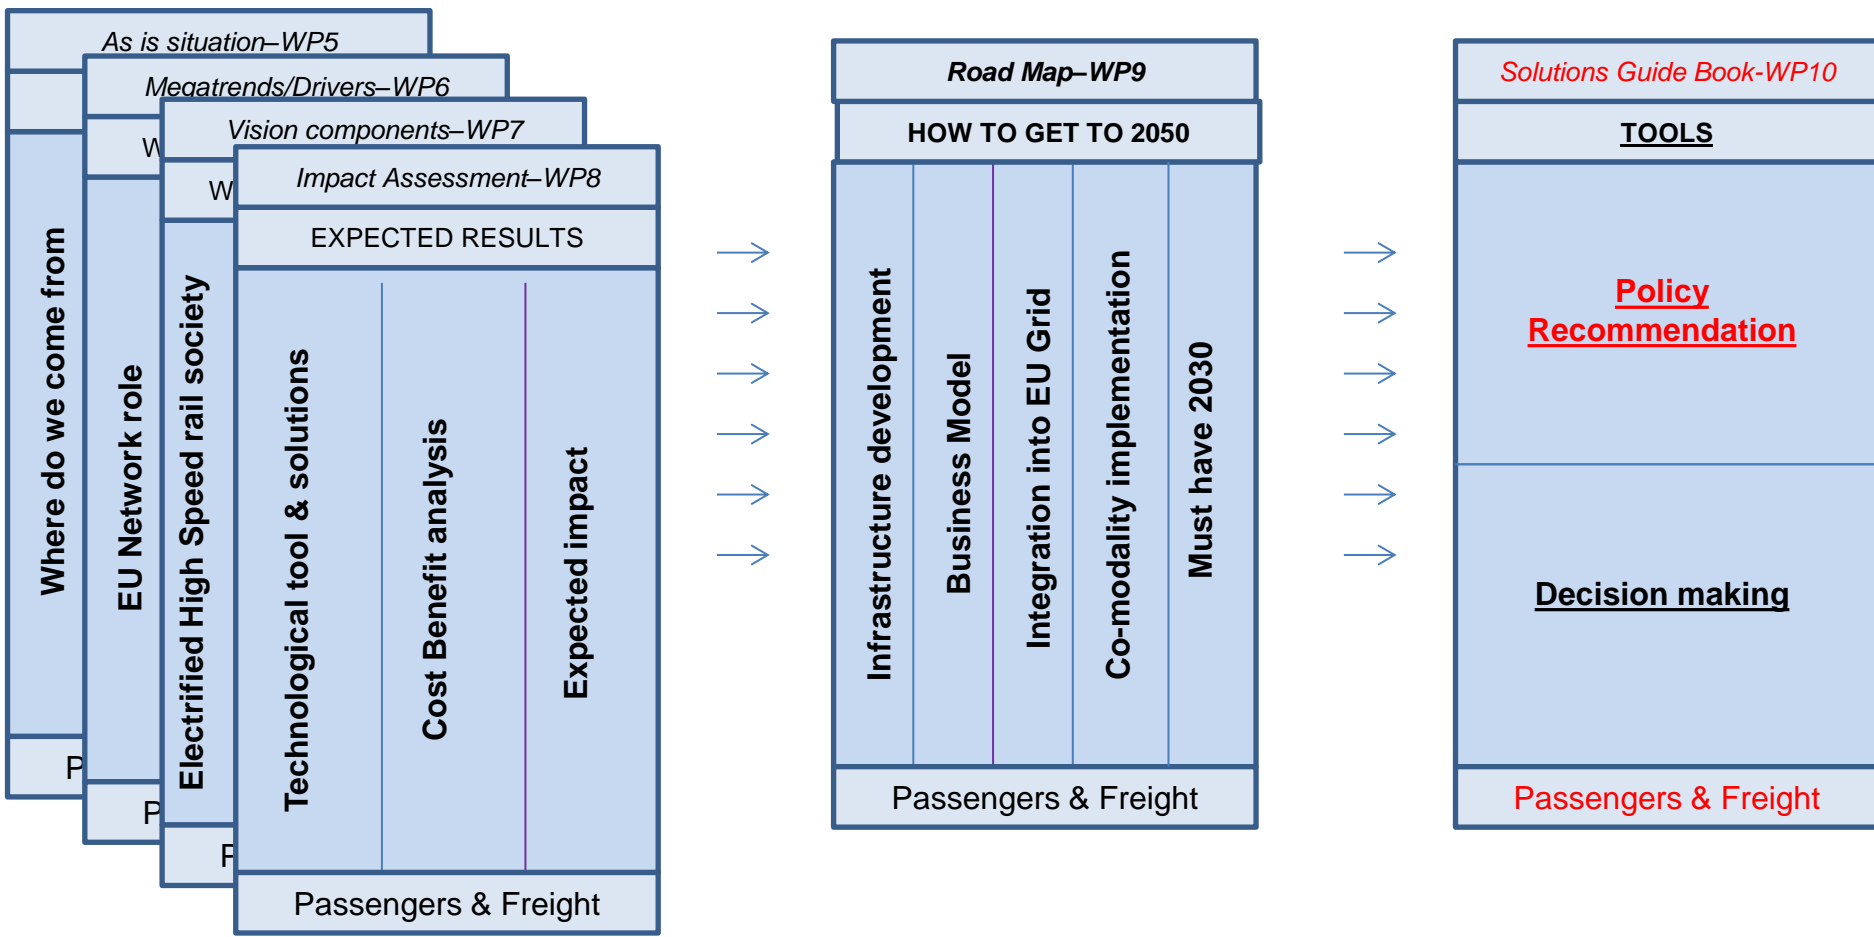 As is situation–WP5
Where do we come from
P
Megatrends/Drivers–WP6
W
EU Network role
P
Vision components–WP7
W
Electrified High Speed rail society
P
Impact Assessment–WP8
EXPECTED RESULTS
Technological tool & solutions
Cost Benefit analysis
Expected impact
Passengers & Freight
Road Map–WP9
HOW TO GET TO 2050
Infrastructure development
Business Model
Integration into EU Grid
Co-modality implementation
Must have 2030
Passengers & Freight
Solutions Guide Book-WP10
TOOLS
Policy
Recommendation
Decision making
Passengers & Freight